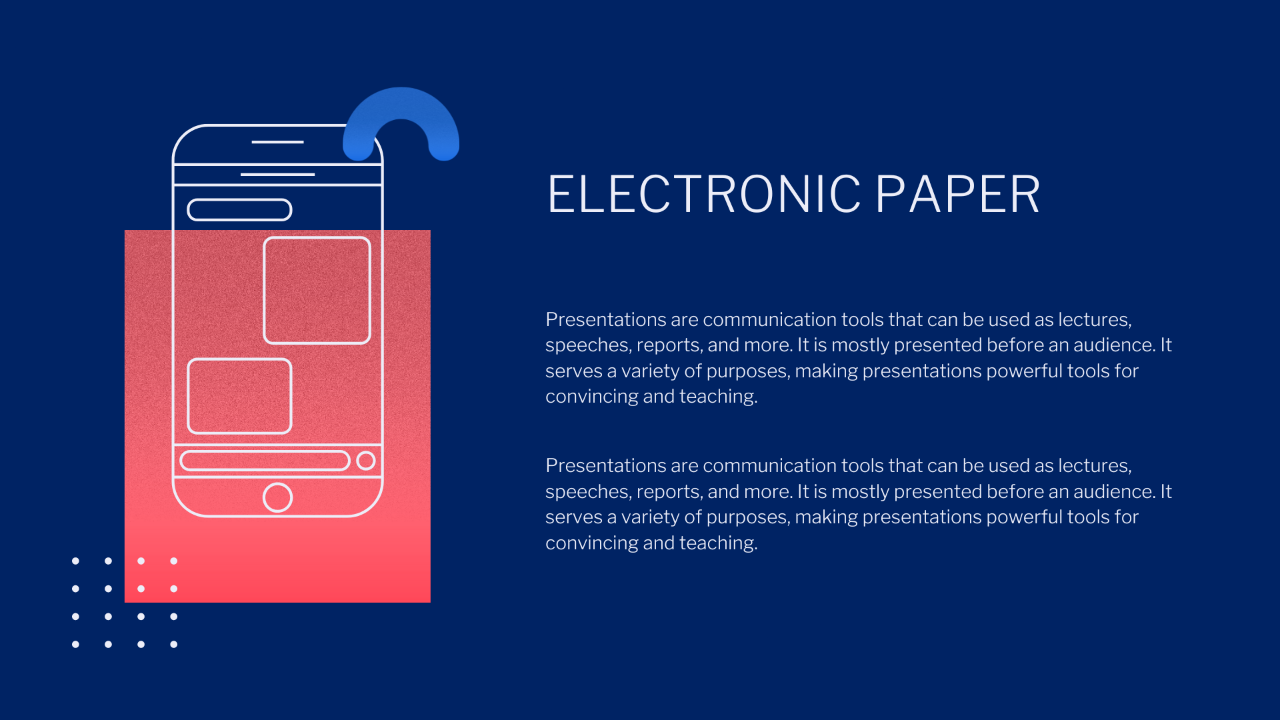 ELECTRONIC PAPER
Presentations are communication tools that can be used as lectures,
speeches, reports, and more. It is mostly presented before an audience. It
serves a variety of purposes, making presentations powerful tools for
convincing and teaching.
Presentations are communication tools that can be used as lectures,
speeches, reports, and more. It is mostly presented before an audience. It
serves a variety of purposes, making presentations powerful tools for
convincing and teaching.